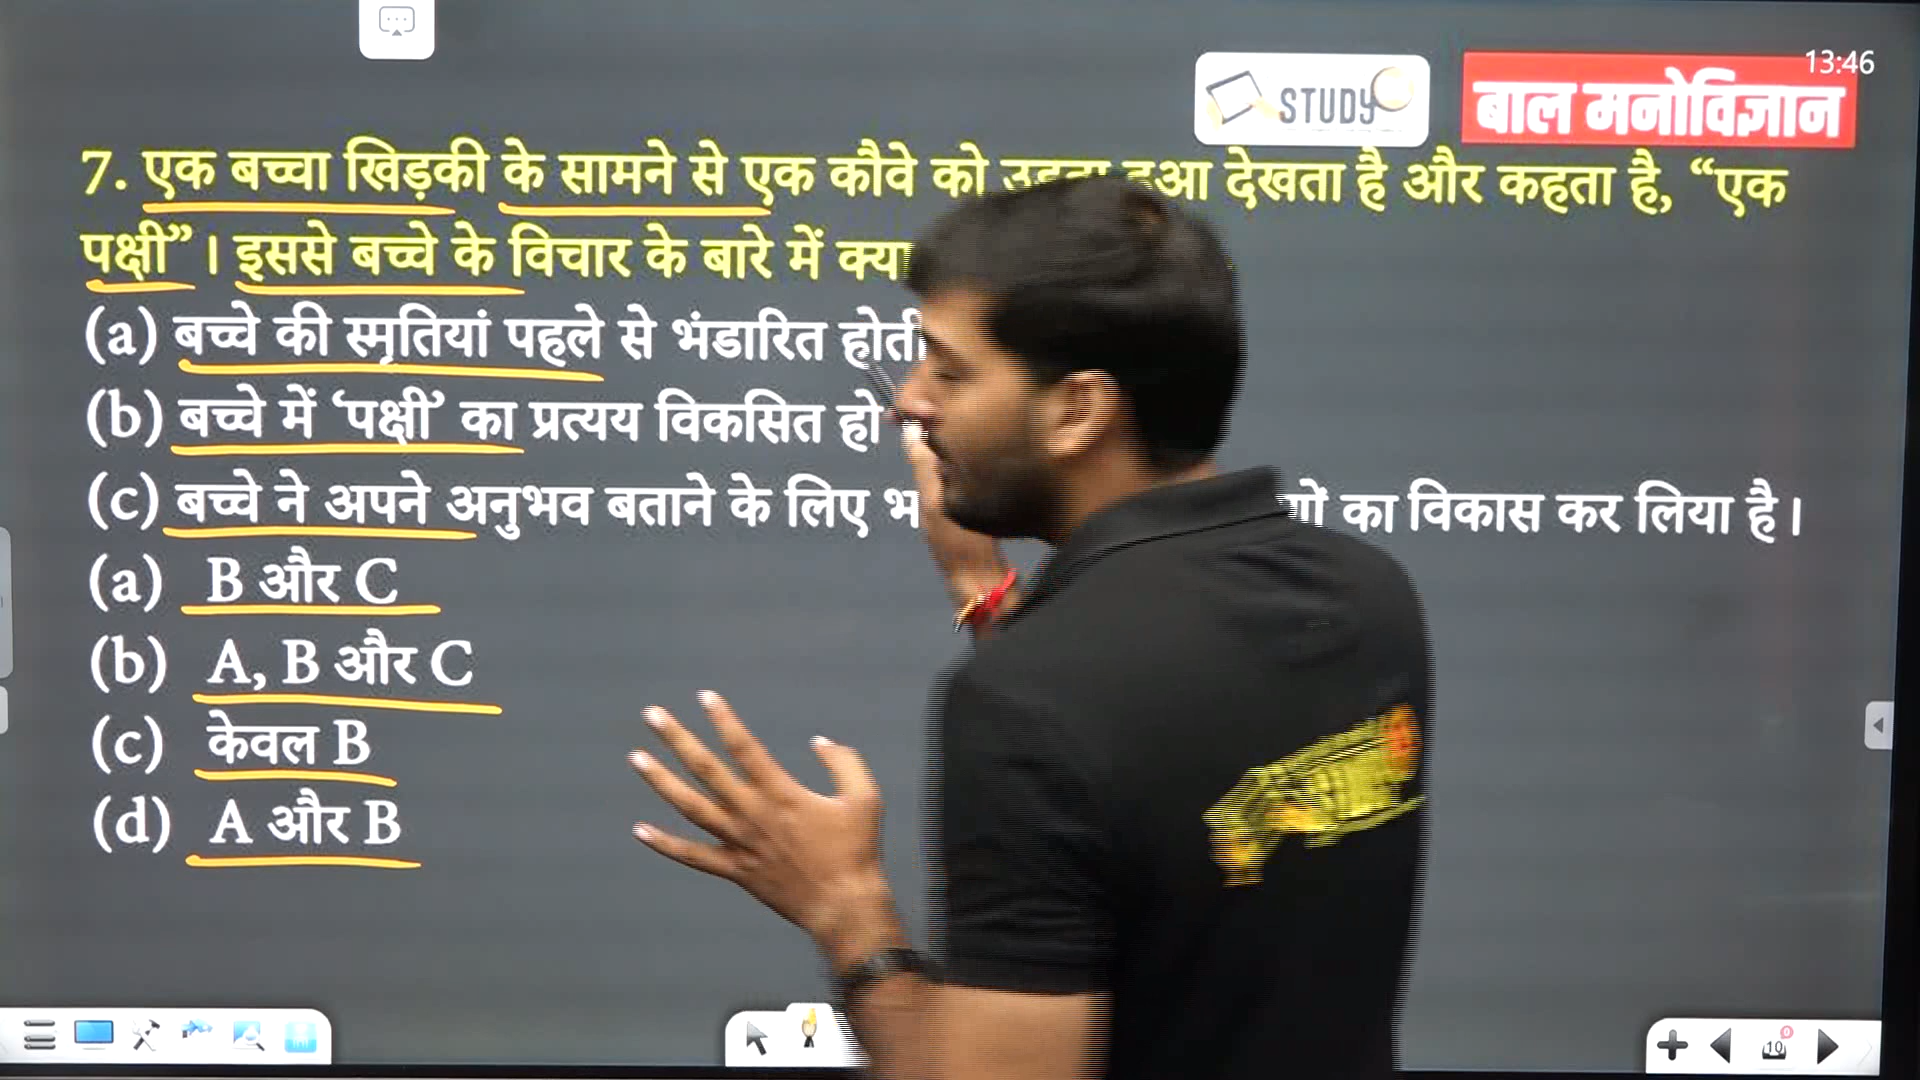 13:46
STUDY
बाल मनोविज्ञान
7. एक बच्चा खिड़की के सामने से एक कौवे को हुआ देखता है और कहता है, “एक
पक्षी” । इससे बच्चे के विचार के बारे में क्या
(a) बच्चे की स्मृतियां पहले से भंडारित होती
(b) बच्चे में ‘पक्षी’ का प्रत्यय विकसित हो
(c) बच्चे ने अपने अनुभव बताने के लिए का विकास कर लिया है ।
(a) B और C
(b) A, B और C
(c) केवल B
(d) A और B
10